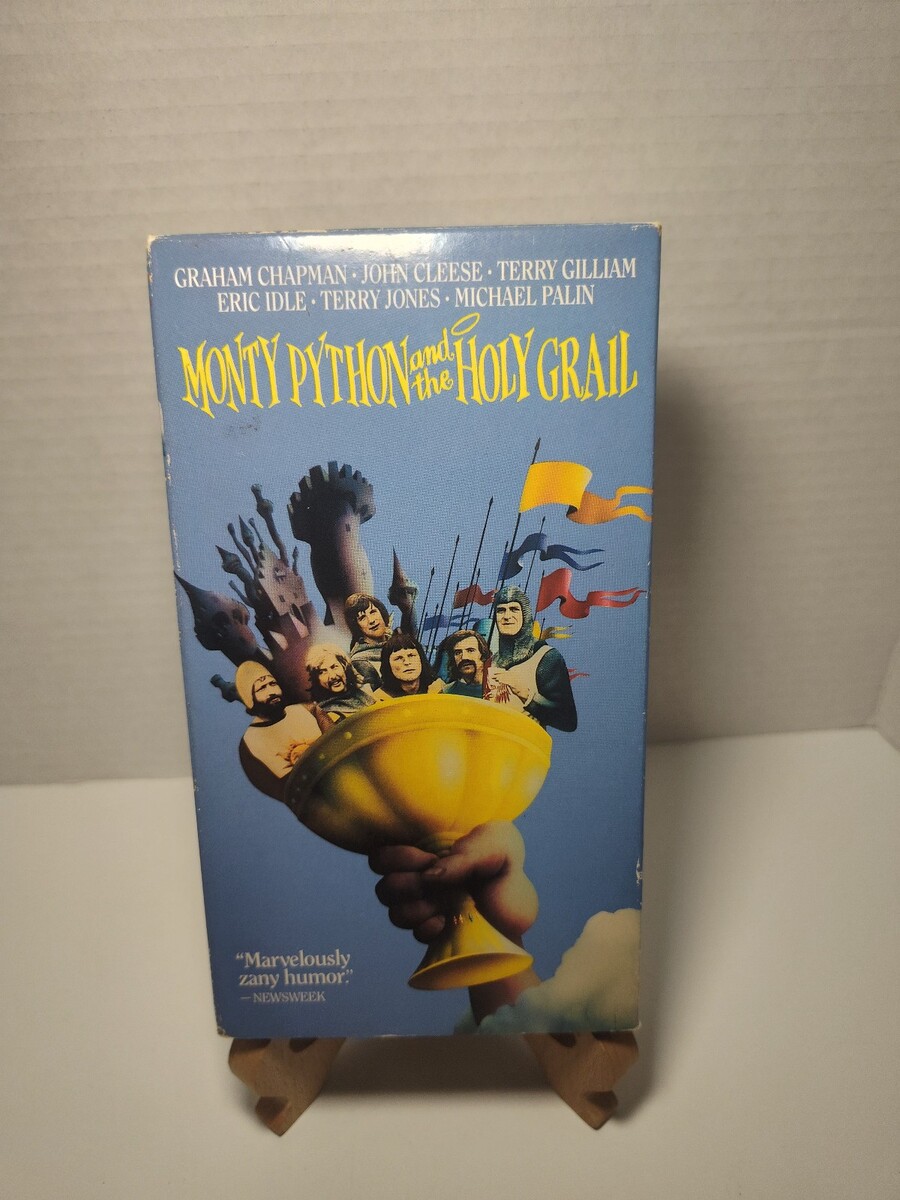 GRAHAM CHAPMAN · JOHN CLEESE · TERRY GILLIAM
ERIC IDLE · TERRY JONES · MICHAEL PALIN
MONTY PYTHON and the HOLY GRAIL
“Marvelously
zany humor.”
— NEWSWEEK